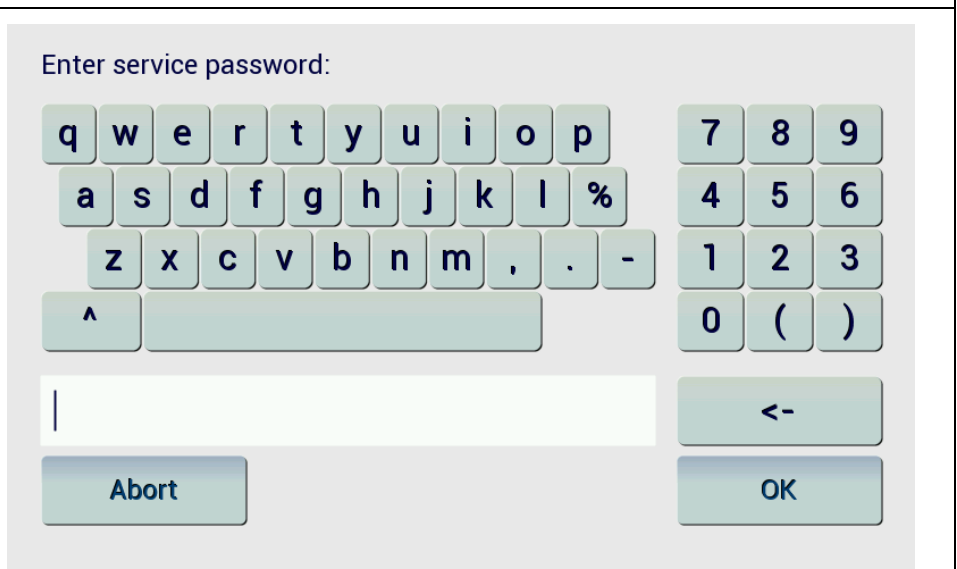 Enter service password:
q w e r t y u i o p 7 8 9
a s d f g h j k l % 4 5 6
z x c v b n m , . - 1 2 3
^ 0 ( )
<-
Abort OK